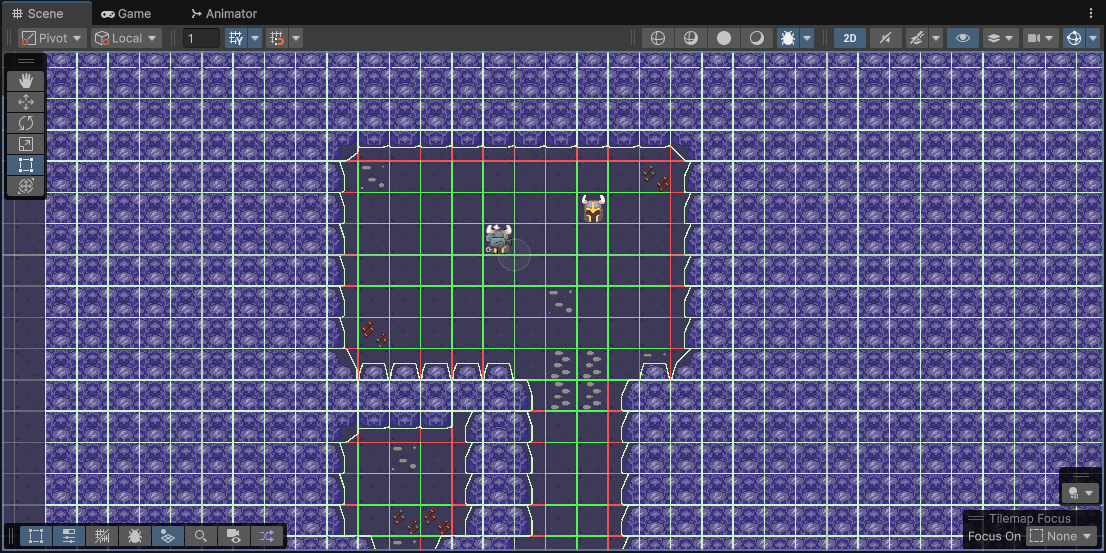 Scene Game Animator
Pivot Local 1 2D
Tilemap Focus
Focus On None